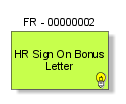 FR - 00000002
HR Sign On Bonus
Letter